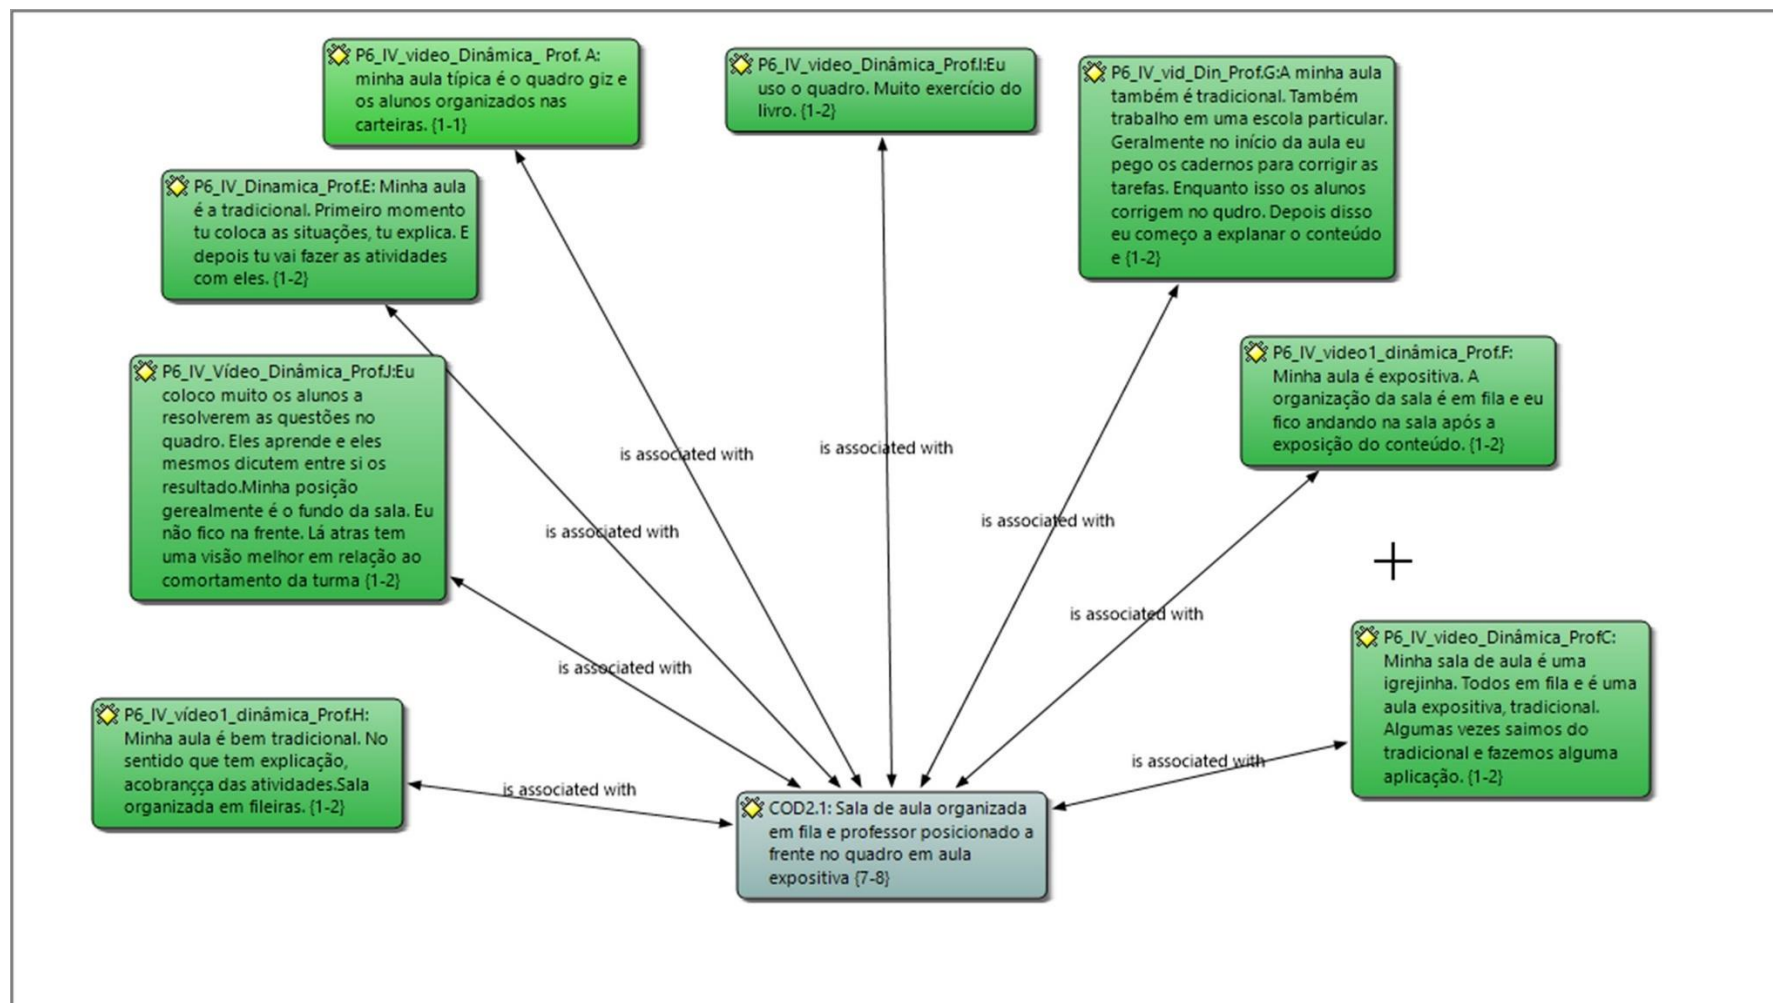 P6_IV_video_Dinâmica_ Prof. A:
minha aula típica é o quadro giz e
os alunos organizados nas
carteiras. {1-1}
P6_IV_video_Dinâmica_Prof.I:Eu
uso o quadro. Muito exercício do
livro. {1-2}
P6_IV_vid_Din_Prof.G:A minha aula
também é tradicional. Também
trabalho em uma escola particular.
Geralmente no início da aula eu
pego os cadernos para corrigir as
tarefas. Enquanto isso os alunos
corrigem no qudro. Depois disso
eu começo a explanar o conteúdo
e {1-2}
P6_IV_Dinamica_Prof.E: Minha aula
é a tradicional. Primeiro momento
tu coloca as situações, tu explica. E
depois tu vai fazer as atividades
com eles. {1-2}
P6_IV_video1_dinâmica_Prof.F:
Minha aula é expositiva. A
organização da sala é em fila e eu
fico andando na sala após a
exposição do conteúdo. {1-2}
P6_IV_Vídeo_Dinâmica_Prof.J:Eu
coloco muito os alunos a
resolverem as questões no
quadro. Eles aprende e eles
mesmos dicutem entre si os
resultado.Minha posição
gerealmente é o fundo da sala. Eu
não fico na frente. Lá atras tem
uma visão melhor em relação ao
comortamento da turma {1-2}
is associated with
is associated with
is associated with
is associated with
is associated with
is associated with
is associated with
is associated with
P6_IV_video_Dinâmica_ProfC:
Minha sala de aula é uma
igrejinha. Todos em fila e é uma
aula expositiva, tradicional.
Algumas vezes saimos do
tradicional e fazemos alguma
aplicação. {1-2}
P6_IV_vídeo1_dinâmica_Prof.H:
Minha aula é bem tradicional. No
sentido que tem explicação,
acobrançça das atividades.Sala
organizada em fileiras. {1-2}
COD2.1: Sala de aula organizada
em fila e professor posicionado a
frente no quadro em aula
expositiva {7-8}